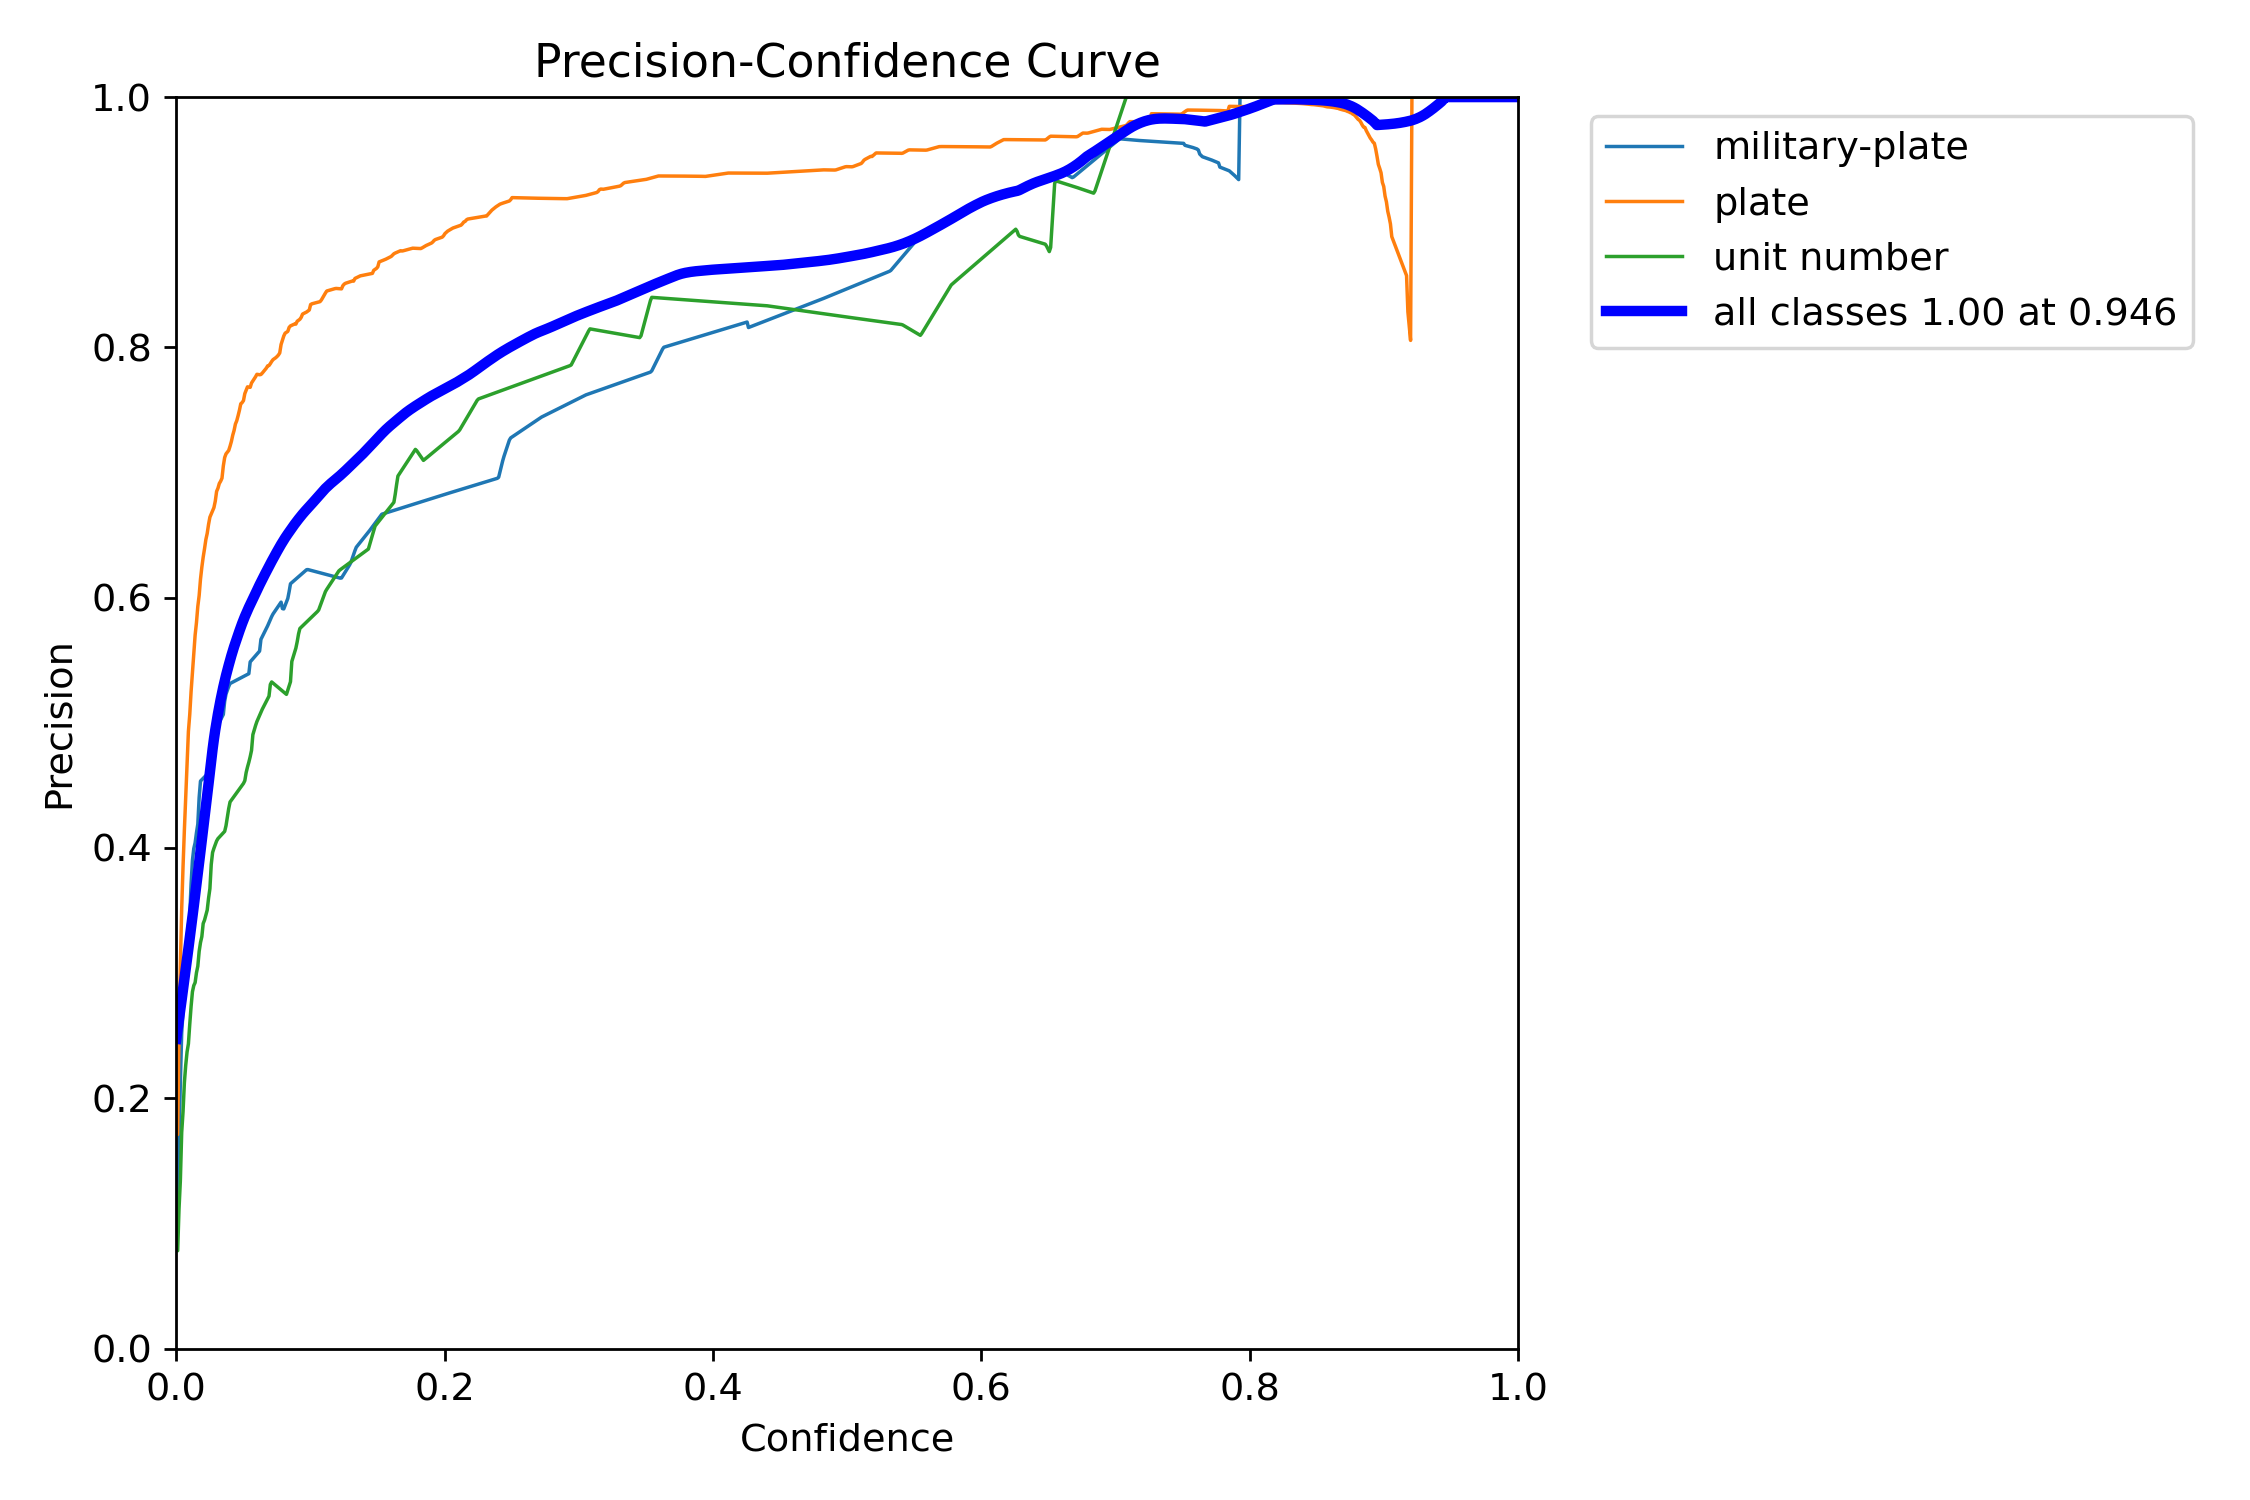 Precision-Confidence Curve
1.0
0.8
0.6
0.4
0.2
0.0
Precision
0.0 0.2 0.4 0.6 0.8 1.0
Confidence
military-plate
plate
unit number
all classes 1.00 at 0.946